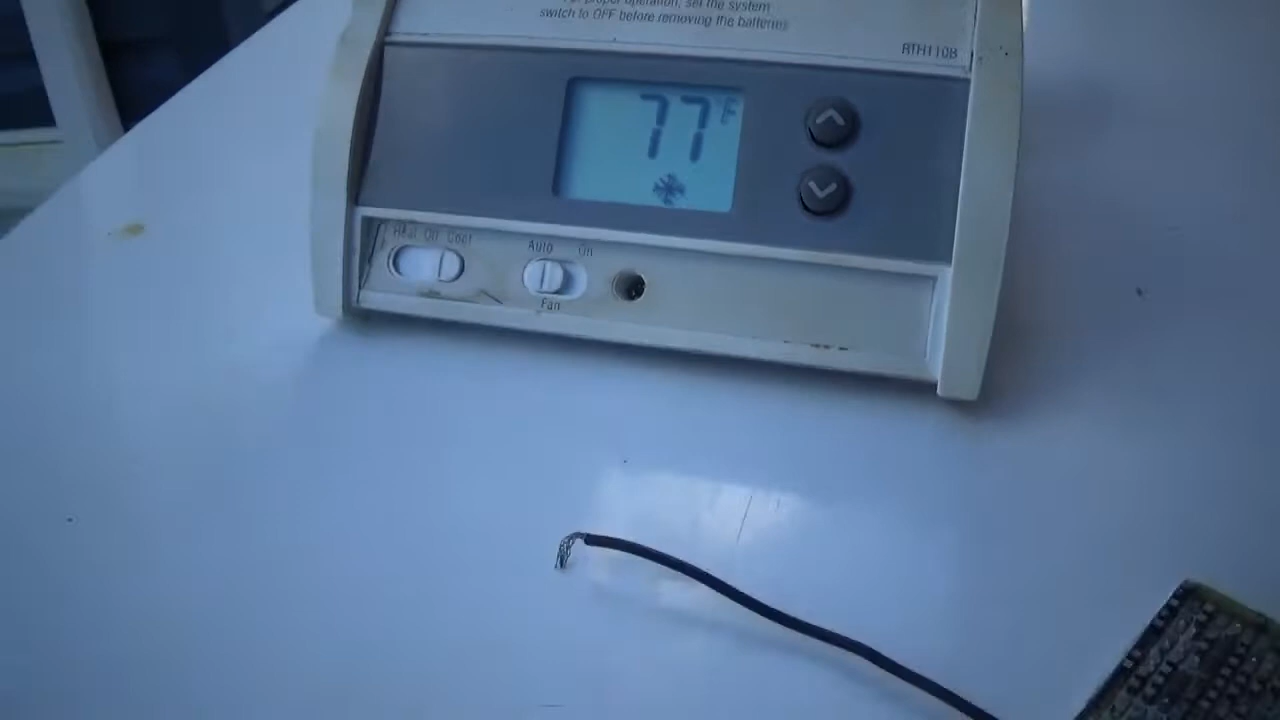 For proper operation, set the system
switch to OFF before removing the batteries
RTH110B
77°F
Heat Off Cool
Auto On
Fan